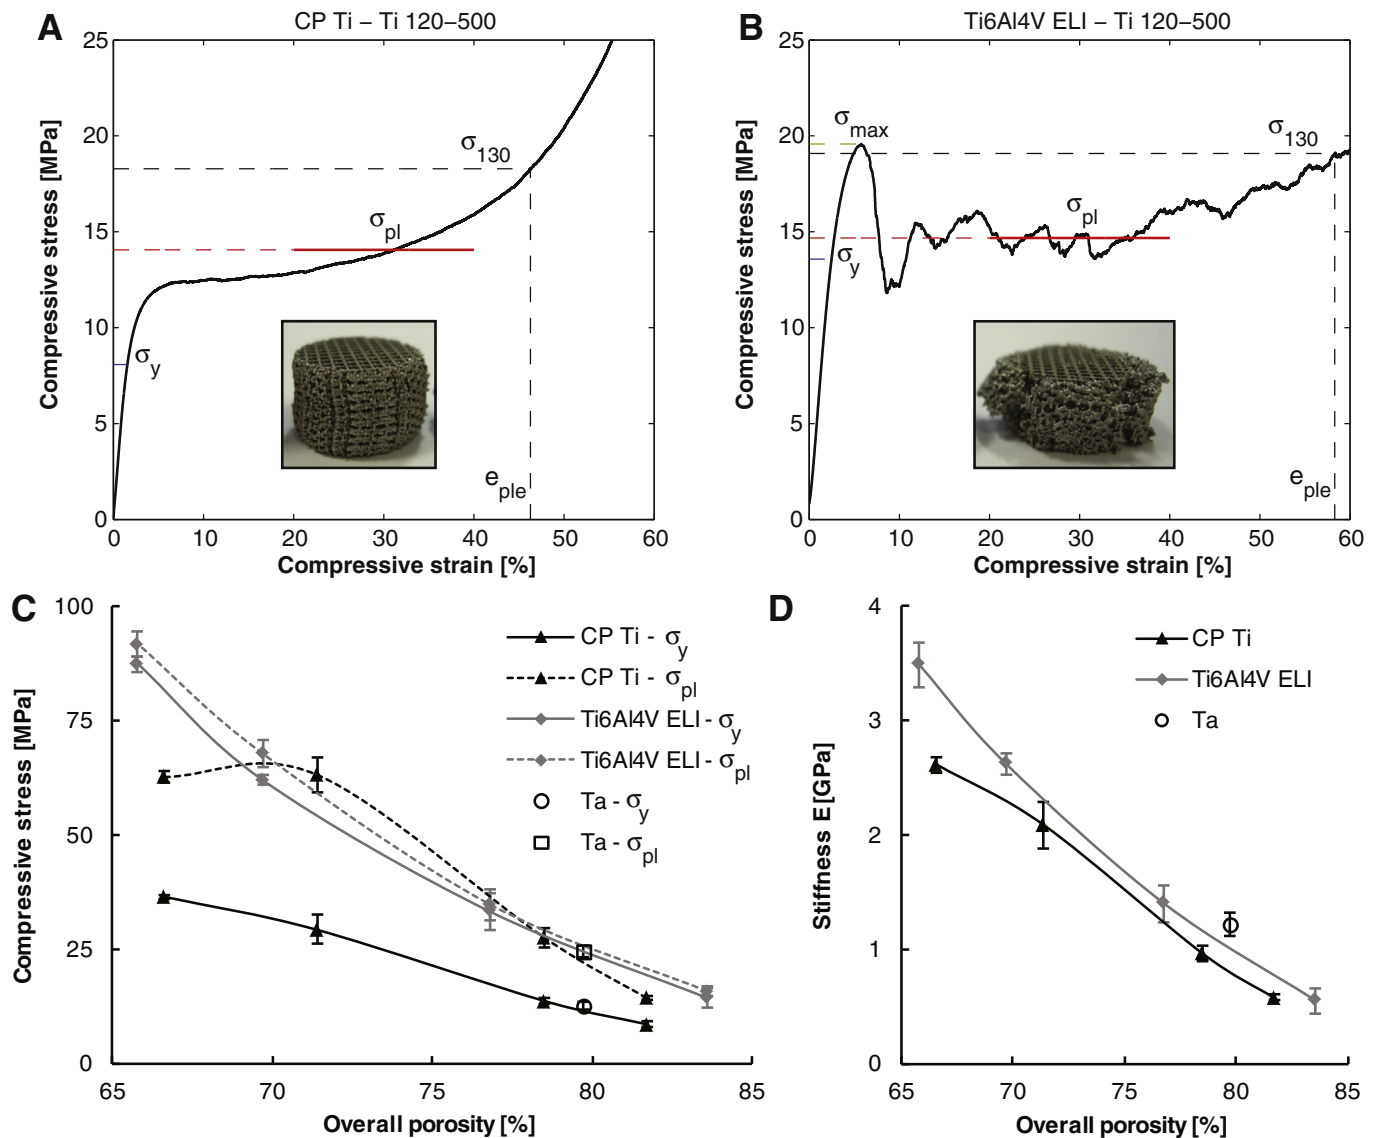 A
CP Ti – Ti 120–500
25
20
15
10
5
0
Compressive stress [MPa]
σ130
σpl
σy
eple
0 10 20 30 40 50 60
Compressive strain [%]
B
Ti6Al4V ELI – Ti 120–500
25
20
15
10
5
0
Compressive stress [MPa]
σmax
σ130
σpl
σy
eple
0 10 20 30 40 50 60
Compressive strain [%]
C
100
75
50
25
0
Compressive stress [MPa]
CP Ti - σy
CP Ti - σpl
Ti6Al4V ELI - σy
Ti6Al4V ELI - σpl
Ta - σy
Ta - σpl
65 70 75 80 85
Overall porosity [%]
D
4
3
2
1
0
Stiffness E[GPa]
CP Ti
Ti6Al4V ELI
Ta
65 70 75 80 85
Overall porosity [%]